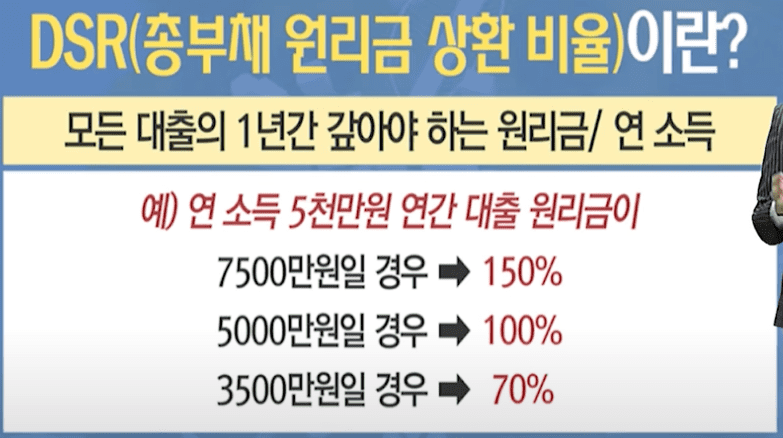 DSR(총부채 원리금 상환 비율)이란?
모든 대출의 1년간 갚아야 하는 원리금/ 연 소득
예) 연 소득 5천만원 연간 대출 원리금이
7500만원일 경우 ➡ 150%
5000만원일 경우 ➡ 100%
3500만원일 경우 ➡ 70%